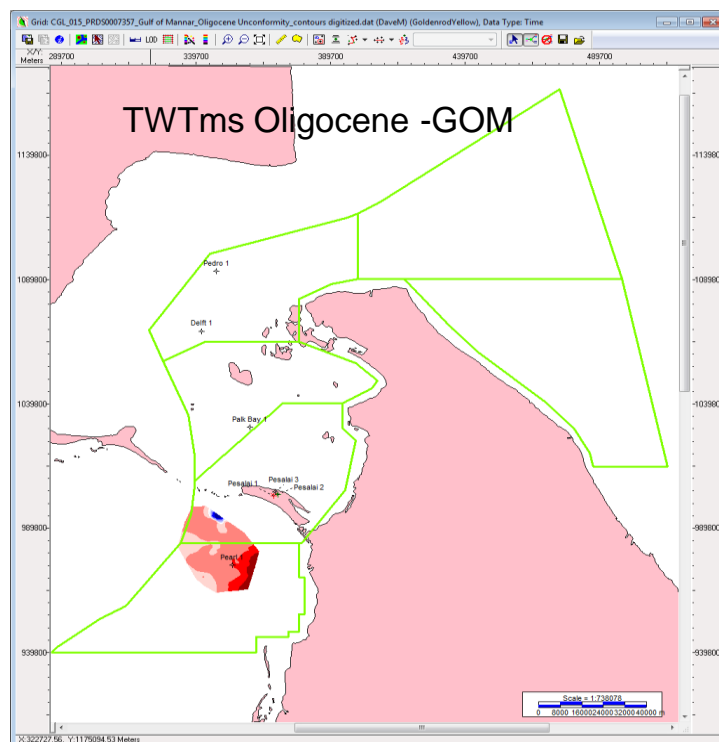 Grid: CGL_015_PRDS0007357_Gulf of Mannar_Oligocene Unconformity_contours digitized.dat (DaveM) (GoldenrodYellow), Data Type: Time
LOD
X/Y:
Meters
289700 339700 389700 439700 489700
TWTms Oligocene -GOM
1139800 1139800
Pedro 1
1089800 1089800
Delft 1
1039800 1039800
Palk Bay 1
Pesalai 3
Pesalai 1 Pesalai 2
989800 989800
Pearl
939800 939800
Scale = 1:738078
0 8000 16000 24000 32000 40000 m
X:322727.56, Y:1175094.53 Meters